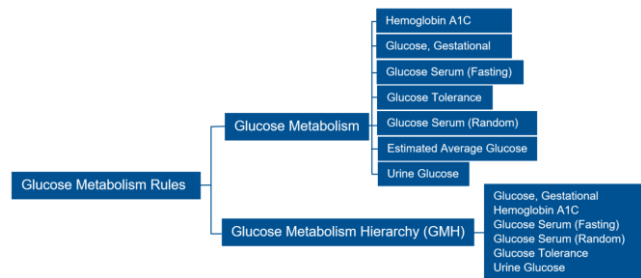 Hemoglobin A1C
Glucose, Gestational
Glucose Serum (Fasting)
Glucose Tolerance
Glucose Metabolism
Glucose Serum (Random)
Estimated Average Glucose
Urine Glucose
Glucose Metabolism Rules
Glucose Metabolism Hierarchy (GMH)
Glucose, Gestational
Hemoglobin A1C
Glucose Serum (Fasting)
Glucose Serum (Random)
Glucose Tolerance
Urine Glucose